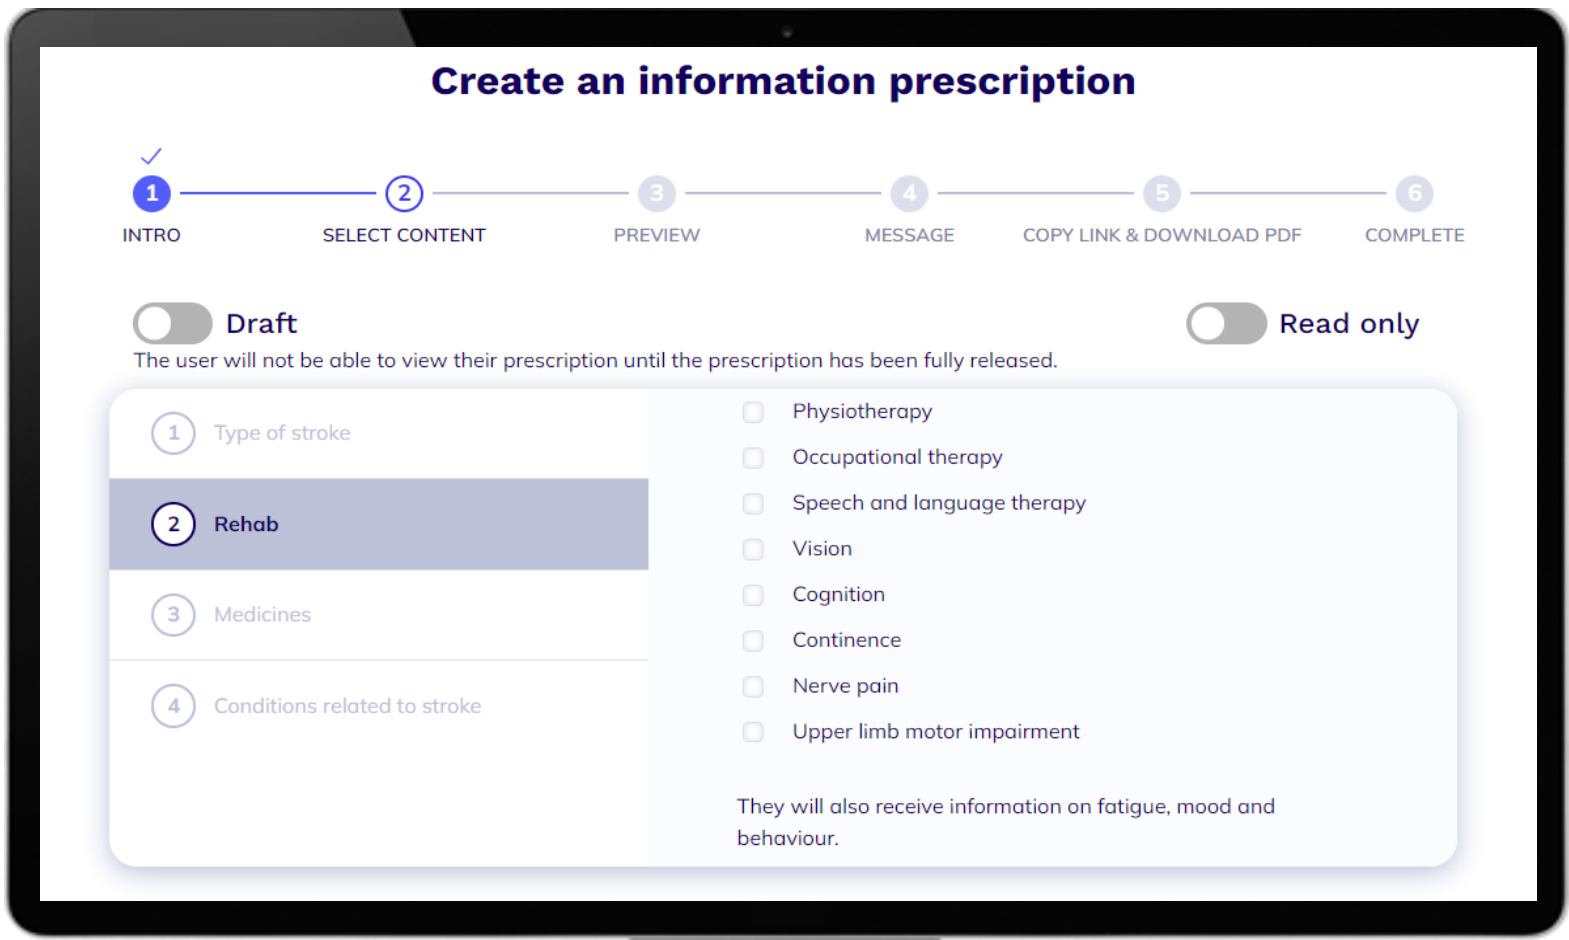 Create an information prescription
1 2 3 4 5 6
INTRO SELECT CONTENT PREVIEW MESSAGE COPY LINK & DOWNLOAD PDF COMPLETE
Draft
Read only
The user will not be able to view their prescription until the prescription has been fully released.
1 Type of stroke
2 Rehab
3 Medicines
4 Conditions related to stroke
Physiotherapy
Occupational therapy
Speech and language therapy
Vision
Cognition
Continence
Nerve pain
Upper limb motor impairment
They will also receive information on fatigue, mood and
behaviour.